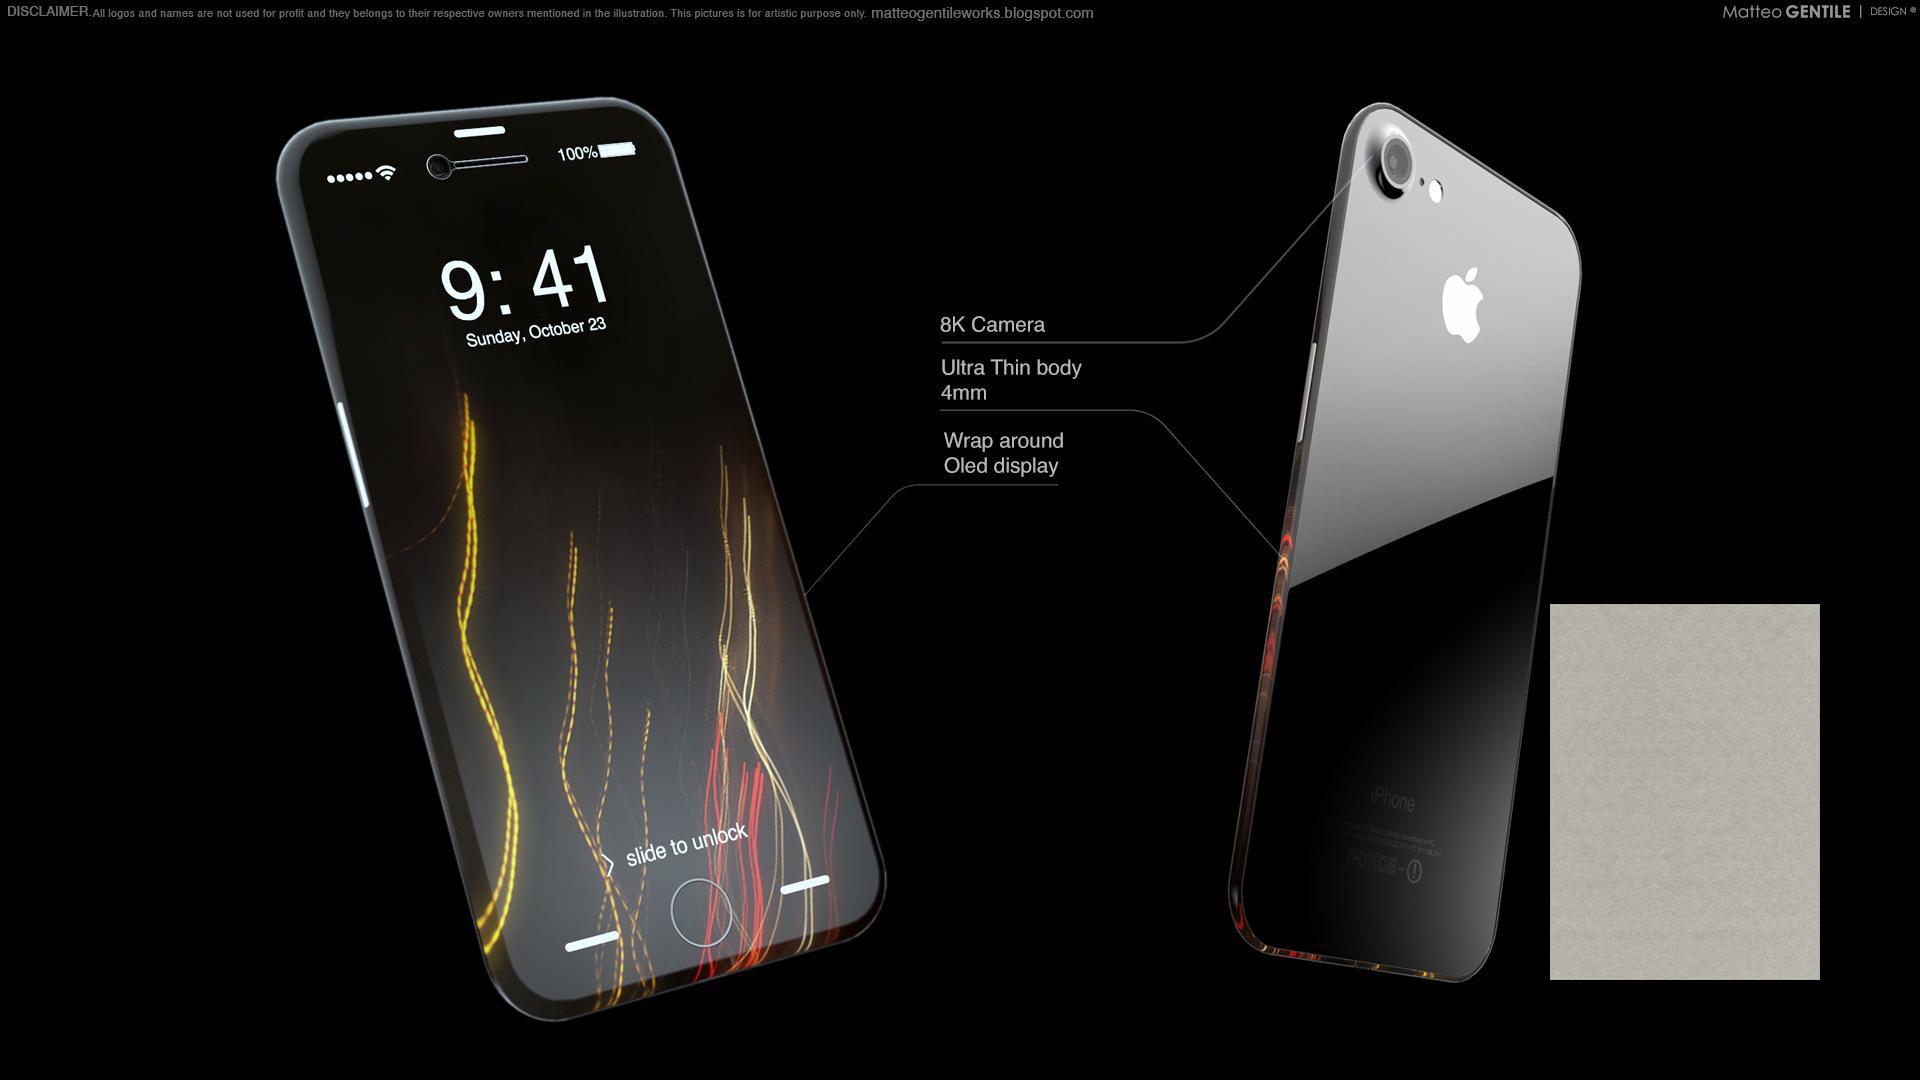 DISCLAIMER.All logos and names are not used for profit and they belongs to their respective owners mentioned in the illustration. This pictures is for artistic purpose only. matteogentileworks.blogspot.com
Matteo GENTILE | DESIGN ®
100%
9: 41
Sunday, October 23
8K Camera
Ultra Thin body
4mm
Wrap around
Oled display
slide to unlock
iPhone